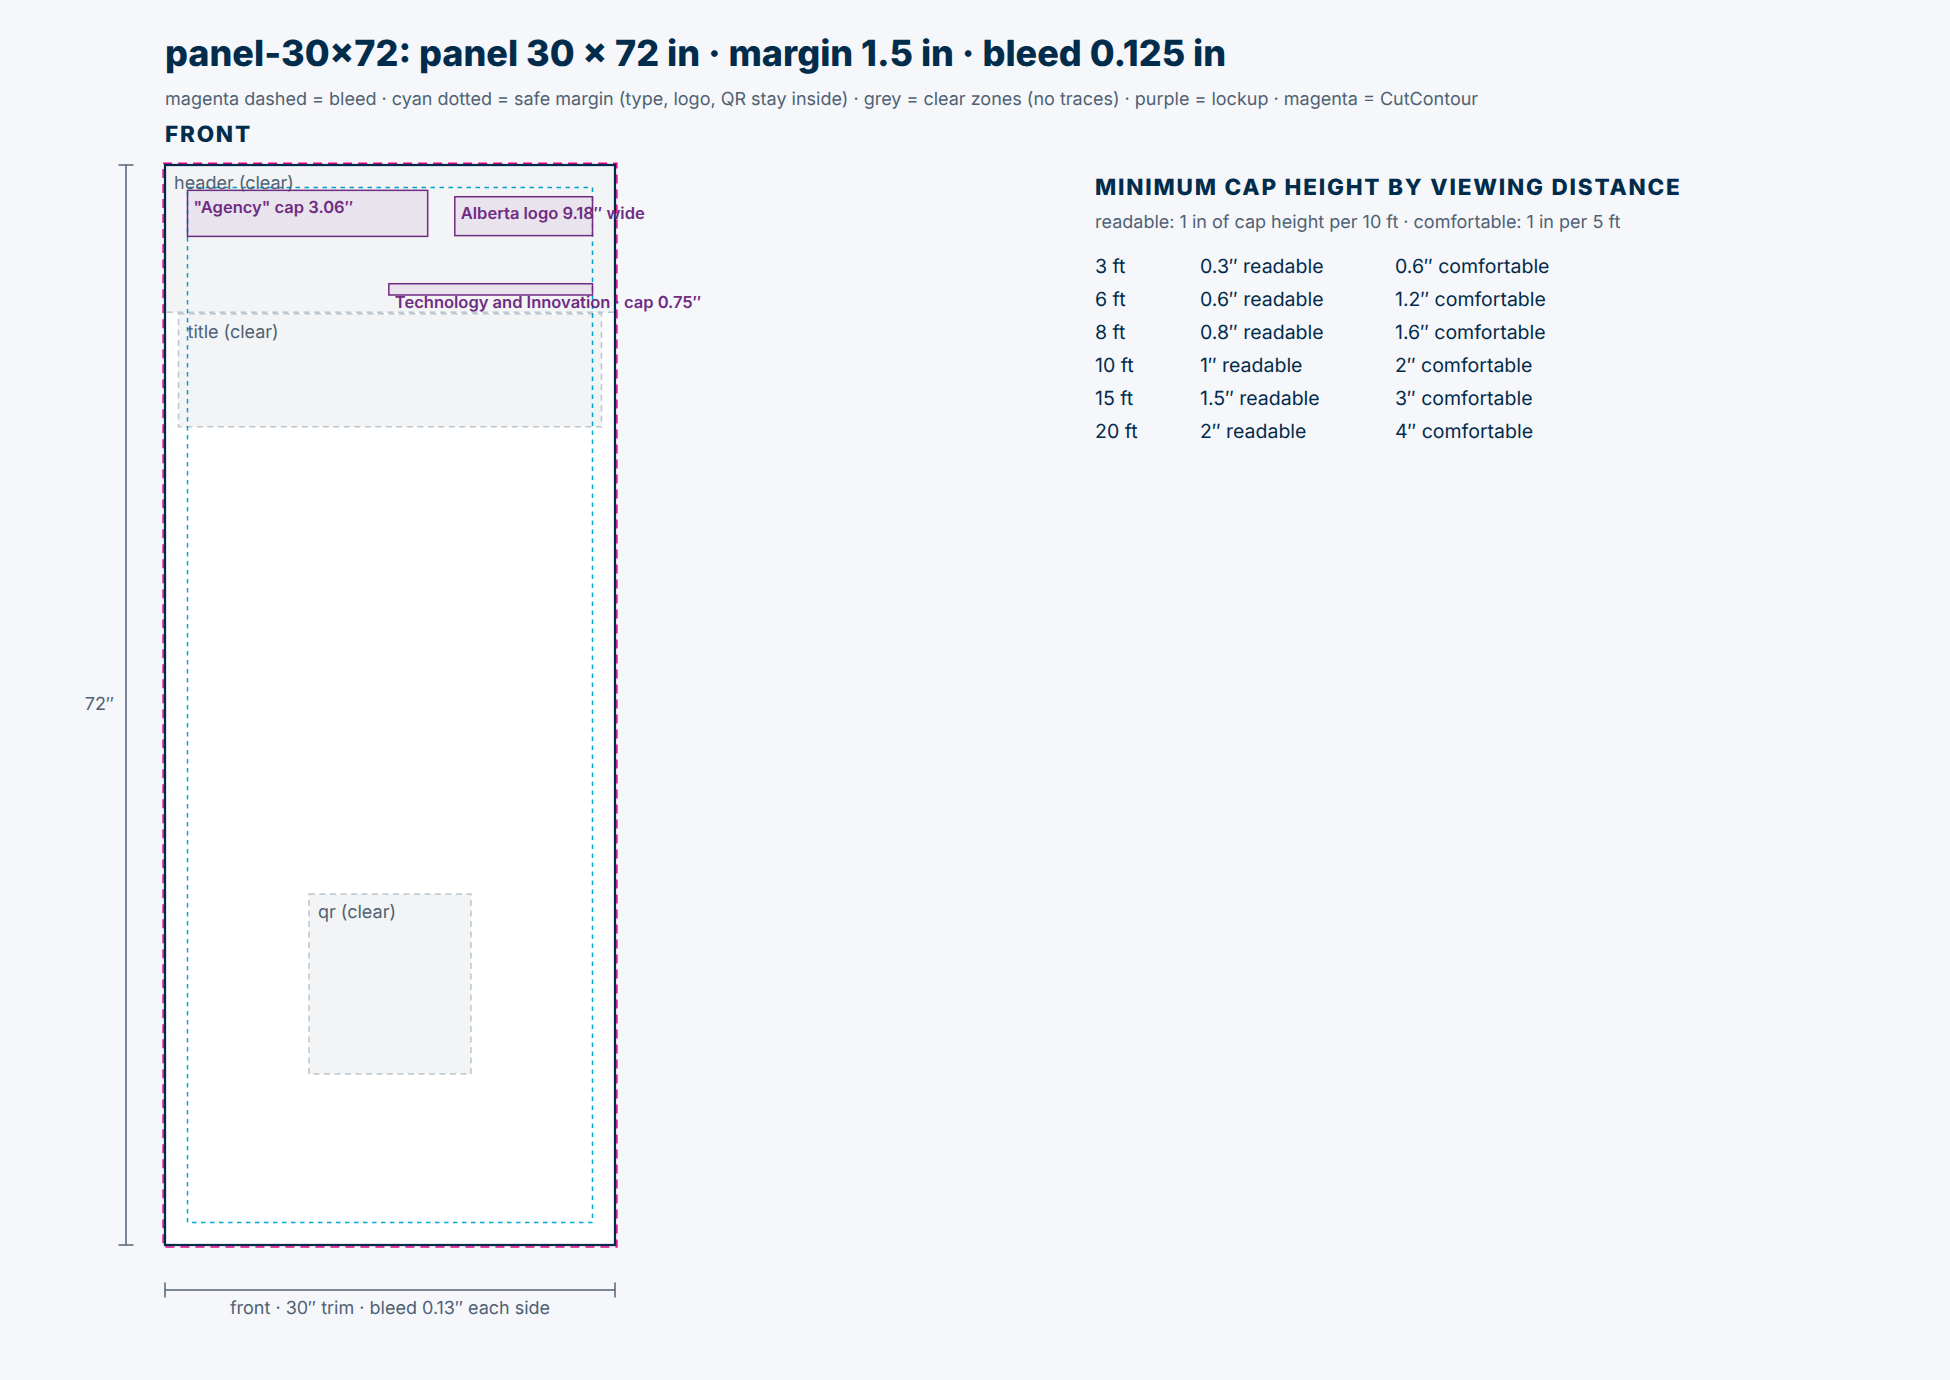 panel-30×72: panel 30 × 72 in · margin 1.5 in · bleed 0.125 in
magenta dashed = bleed · cyan dotted = safe margin (type, logo, QR stay inside) · grey = clear zones (no traces) · purple = lockup · magenta = CutContour
FRONT
header (clear)
"Agency" cap 3.06″
Alberta logo 9.18″ wide
Technology and Innovation · cap 0.75″
title (clear)
72″
qr (clear)
front · 30″ trim · bleed 0.13″ each side
MINIMUM CAP HEIGHT BY VIEWING DISTANCE
readable: 1 in of cap height per 10 ft · comfortable: 1 in per 5 ft
3 ft 0.3″ readable 0.6″ comfortable
6 ft 0.6″ readable 1.2″ comfortable
8 ft 0.8″ readable 1.6″ comfortable
10 ft 1″ readable 2″ comfortable
15 ft 1.5″ readable 3″ comfortable
20 ft 2″ readable 4″ comfortable